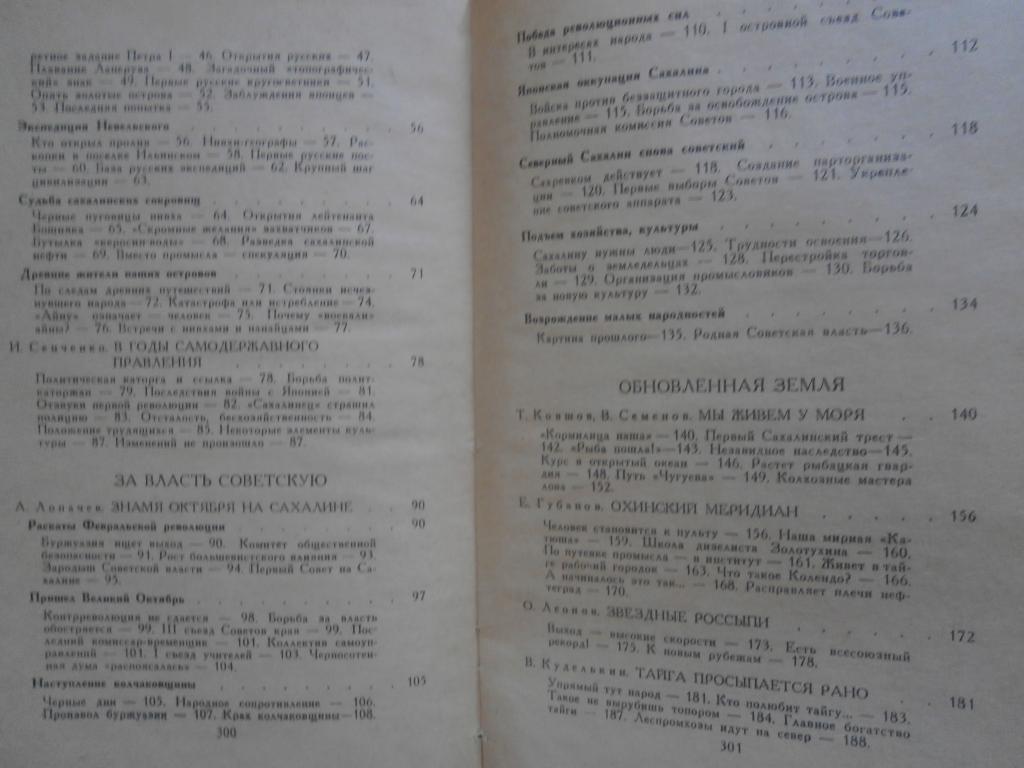 ретное задание Петра I — 46. Открытия русских — 47.
Плавание Лаперуза — 48. Загадочный «топографиче-
ский» знак — 49. Первые русские кругосветники — 51.
Опять золотые острова — 52. Заблуждения японцев —
53. Последняя попытка — 55.
Экспедиция Невельского . . . . . . . . 56
Кто открыл пролив — 56. Нивхи-географы — 57. Рас-
копки в поселке Ильинском — 58. Первые русские пос-
ты — 60. База русских экспедиций — 62. Крупный шаг
цивилизации — 63.
Судьба сахалинских сокровищ . . . . . . . 64
Черные пуговицы нивха — 64. Открытия лейтенанта
Бошняка — 65. «Скромные желания» захватчиков — 67.
Бутылка «керосин-воды» — 68. Разведка сахалинской
нефти — 69. Вместо промысла — спекуляция — 70.
Древние жители наших островов . . . . . . 71
По следам древних путешествий — 71. Стоянки исчез-
нувшего народа — 72. Катастрофа или истребление — 74.
«Айну» означает — человек — 75. Почему «воевали»
айны? — 76. Встречи с нивхами и нанайцами — 77.
И. Сенченко. В ГОДЫ САМОДЕРЖАВНОГО
ПРАВЛЕНИЯ . . . . . . . 78
Политическая каторга и ссылка — 78. Борьба полит-
каторжан — 79. Последствия войны с Японией — 81.
Отзвуки первой революции — 82. «Сахалинец» страшил
полицию — 83. Отсталость, бесхозяйственность — 84.
Положение трудящихся — 85. Некоторые элементы куль-
туры — 87. Изменений не произошло — 87.
ЗА ВЛАСТЬ СОВЕТСКУЮ
А. Лопачев. ЗНАМЯ ОКТЯБРЯ НА САХАЛИНЕ . . 90
Раскаты Февральской революции . . . . . . 90
Буржуазия ищет выход — 90. Комитет общественной
безопасности — 91. Рост большевистского влияния — 93.
Зародыш Советской власти — 94. Первый Совет на Са-
халине — 95.
Пришел Великий Октябрь . . . . . . . . 97
Контрреволюция не сдается — 98. Борьба за власть
обостряется — 99. III съезд Советов края — 99. Пос-
ледний комиссар-временщик — 101. Коллектив самоуп-
равлений — 101. I съезд учителей — 103. Черносотен-
ная дума «распоясалась» — 104.
Наступление колчаковщины . . . . . . . 105
Черные дни — 105. Народное сопротивление — 106.
Произвол буржуазии — 107. Крах колчаковщины—108.
300
Победа революционных сил
В интересах народа — 110. I островной съезд Сове-
тов — 111.
Японская оккупация Сахалина . . . . . . 112
Войска против беззащитного города — 113. Военное уп-
равление — 115. Борьба за освобождение острова — 115.
Полномочная комиссия Советов — 116.
Северный Сахалин снова советский . . . . . 118
Сахревком действует — 118. Создание парторганиза-
ции — 120. Первые выборы Советов — 121. Укрепле-
ние советского аппарата — 123.
Подъем хозяйства, культуры . . . . . . . 124
Сахалину нужны люди—125. Трудности освоения—126.
Заботы о земледельцах — 128. Перестройка торгов-
ли — 129. Организация промысловиков — 130. Борьба
за новую культуру — 132.
Возрождение малых народностей . . . . . . 134
Картина прошлого—135. Родная Советская власть—136.
ОБНОВЛЕННАЯ ЗЕМЛЯ
Т. Ковшов, В. Семенов. МЫ ЖИВЕМ У МОРЯ . . 140
«Кормилица наша» — 140. Первый Сахалинский трест —
142. «Рыба пошла!»—143. Незавидное наследство—145.
Курс в открытый океан — 146. Растет рыбацкая гвар-
дия — 148. Путь «Чугуева» — 149. Колхозные мастера
лова — 152.
Е. Губанов. ОХИНСКИЙ МЕРИДИАН . . . . . 156
Человек становится к пульту — 156. Наша мирная «Ка-
тюша» — 159. Школа дизелиста Золотухина — 160.
По путевке промысла — в институт — 161. Живет в тай-
ге рабочий городок — 163. Что такое Колендо? — 166.
А начиналось это так... — 168. Расправляет плечи неф-
теград — 170.
О. Леонов. ЗВЕЗДНЫЕ РОССЫПИ . . . . . 172
Выход — высокие скорости — 173. Есть всесоюзный
рекорд! — 175. К новым рубежам — 178.
В. Куделькин. ТАЙГА ПРОСЫПАЕТСЯ РАНО . . 181
Упрямый тут народ — 181. Кто полюбит тайгу... — 183.
Такое не вырубишь топором — 184. Главное богатство
тайги — 187. Леспромхозы идут на север — 188.
301